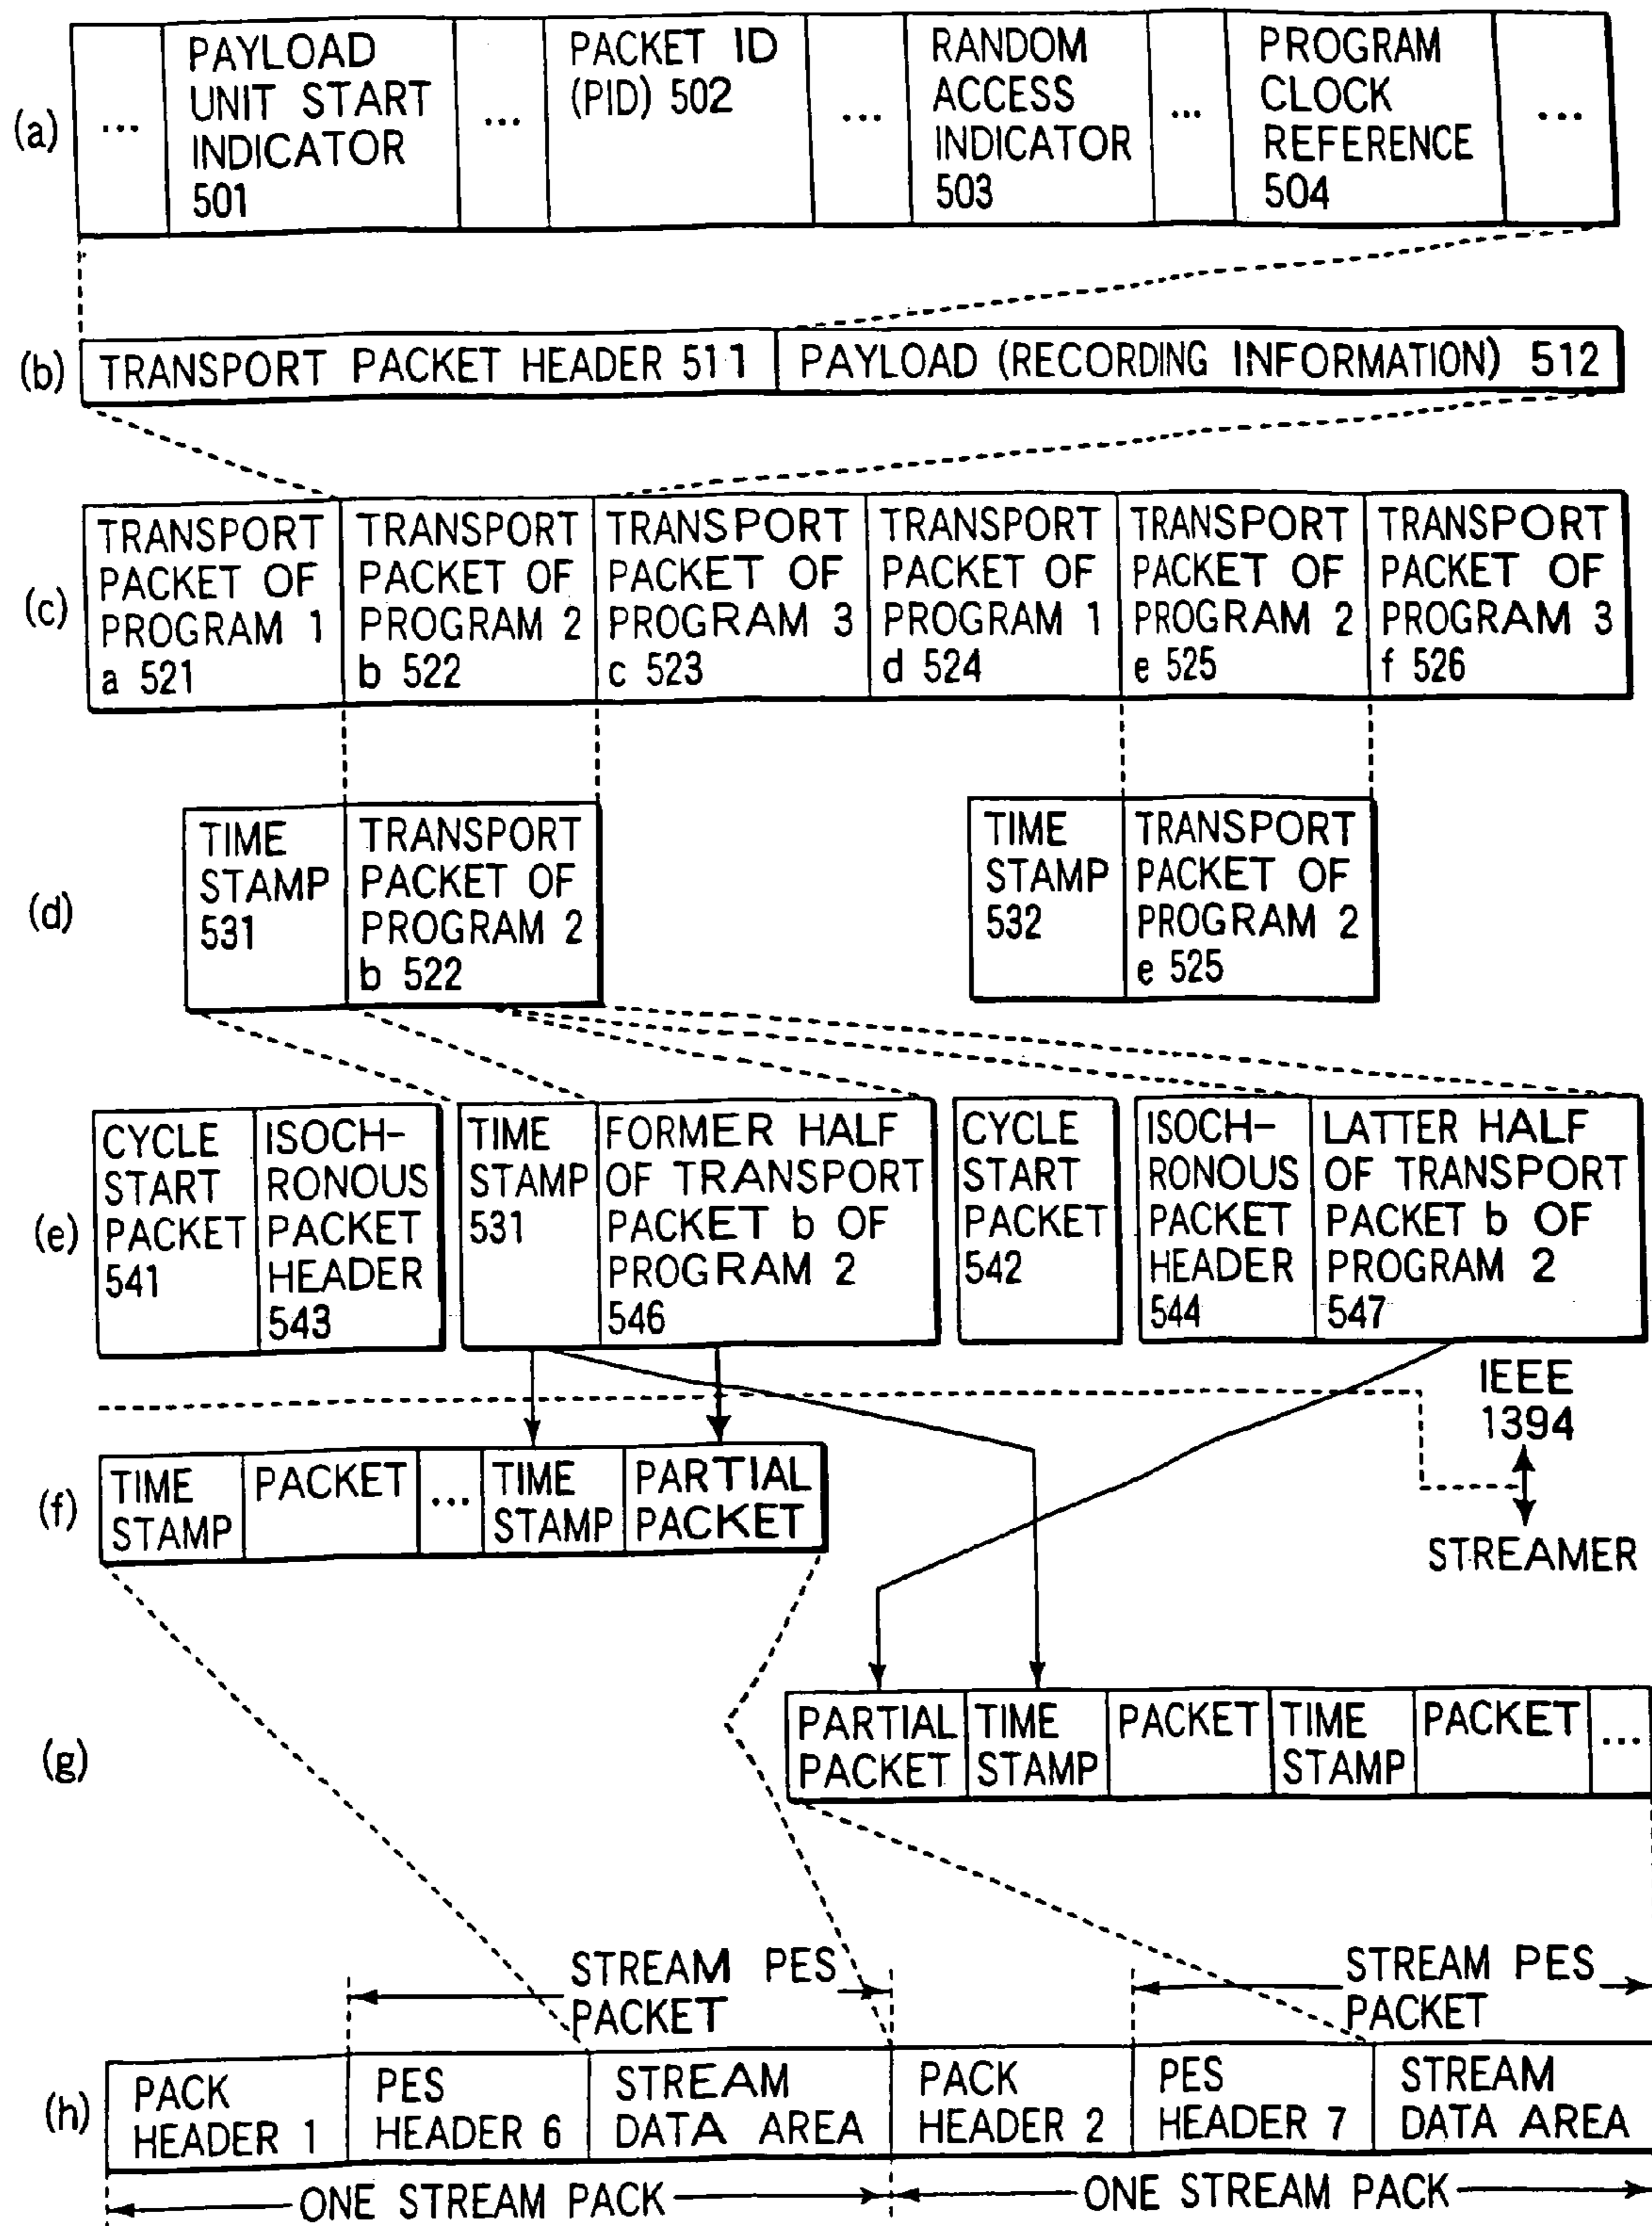 (a)
...
PAYLOAD
UNIT START
INDICATOR
501
...
PACKET ID
(PID) 502
...
RANDOM
ACCESS
INDICATOR
503
...
PROGRAM
CLOCK
REFERENCE
504
...
(b)
TRANSPORT PACKET HEADER 511
PAYLOAD (RECORDING INFORMATION) 512
(c)
TRANSPORT
PACKET OF
PROGRAM 1
a 521
TRANSPORT
PACKET OF
PROGRAM 2
b 522
TRANSPORT
PACKET OF
PROGRAM 3
c 523
TRANSPORT
PACKET OF
PROGRAM 1
d 524
TRANSPORT
PACKET OF
PROGRAM 2
e 525
TRANSPORT
PACKET OF
PROGRAM 3
f 526
(d)
TIME
STAMP
531
TRANSPORT
PACKET OF
PROGRAM 2
b 522
TIME
STAMP
532
TRANSPORT
PACKET OF
PROGRAM 2
e 525
(e)
CYCLE
START
PACKET
541
ISOCH-
RONOUS
PACKET
HEADER
543
TIME
STAMP
531
FORMER HALF
OF TRANSPORT
PACKET b OF
PROGRAM 2
546
CYCLE
START
PACKET
542
ISOCH-
RONOUS
PACKET
HEADER
544
LATTER HALF
OF TRANSPORT
PACKET b OF
PROGRAM 2
547
IEEE
1394
STREAMER
(f)
TIME
STAMP
PACKET
...
TIME
STAMP
PARTIAL
PACKET
(g)
PARTIAL
PACKET
TIME
STAMP
PACKET
TIME
STAMP
PACKET
...
STREAM PES
PACKET
STREAM PES
PACKET
(h)
PACK
HEADER 1
PES
HEADER 6
STREAM
DATA AREA
PACK
HEADER 2
PES
HEADER 7
STREAM
DATA AREA
ONE STREAM PACK
ONE STREAM PACK